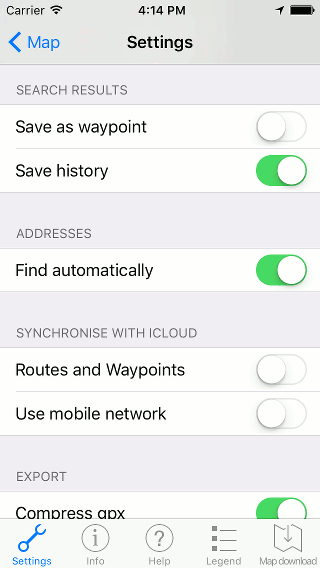 Carrier 4:14 PM
Map Settings
SEARCH RESULTS
Save as waypoint
Save history
ADDRESSES
Find automatically
SYNCHRONISE WITH ICLOUD
Routes and Waypoints
Use mobile network
EXPORT
Compress gpx
Settings Info Help Legend Map download